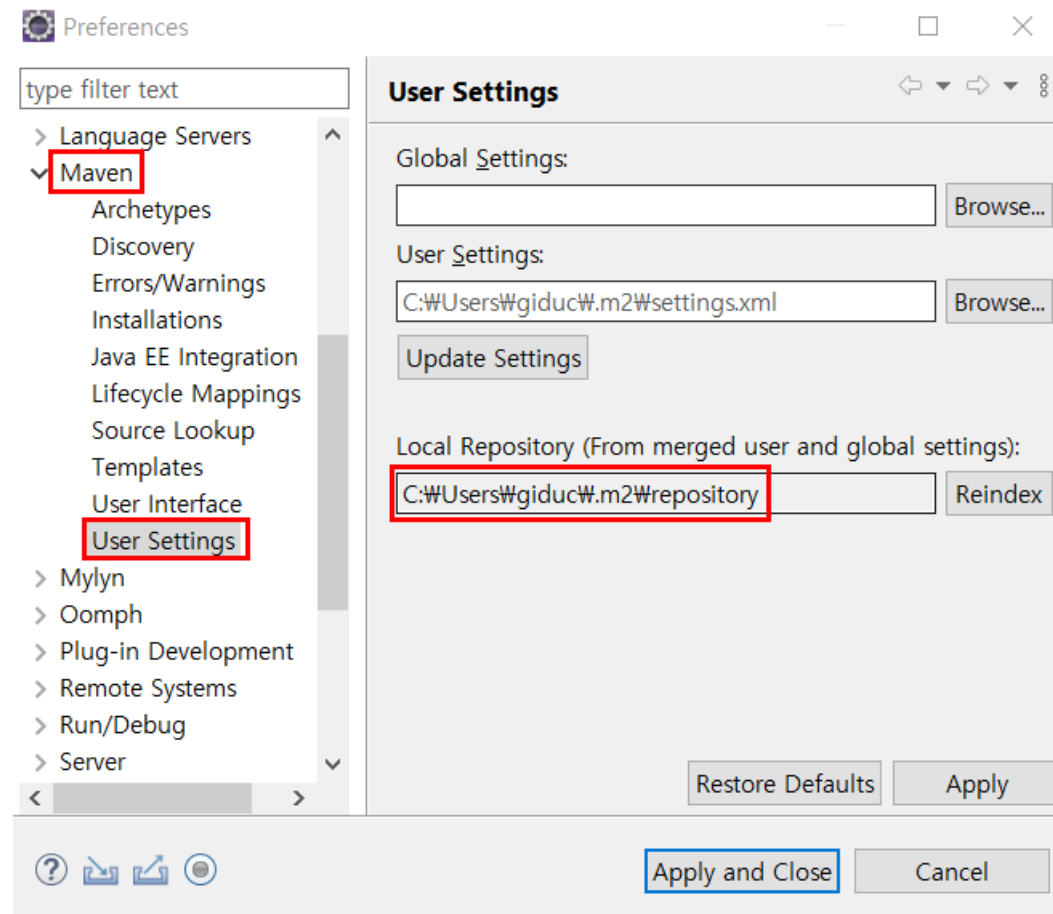 Preferences
type filter text
Language Servers
Maven
Archetypes
Discovery
Errors/Warnings
Installations
Java EE Integration
Lifecycle Mappings
Source Lookup
Templates
User Interface
User Settings
Mylyn
Oomph
Plug-in Development
Remote Systems
Run/Debug
Server
User Settings
Global Settings:
Browse...
User Settings:
C:₩Users₩giduc₩.m2₩settings.xml
Browse...
Update Settings
Local Repository (From merged user and global settings):
C:₩Users₩giduc₩.m2₩repository
Reindex
Restore Defaults
Apply
Apply and Close
Cancel